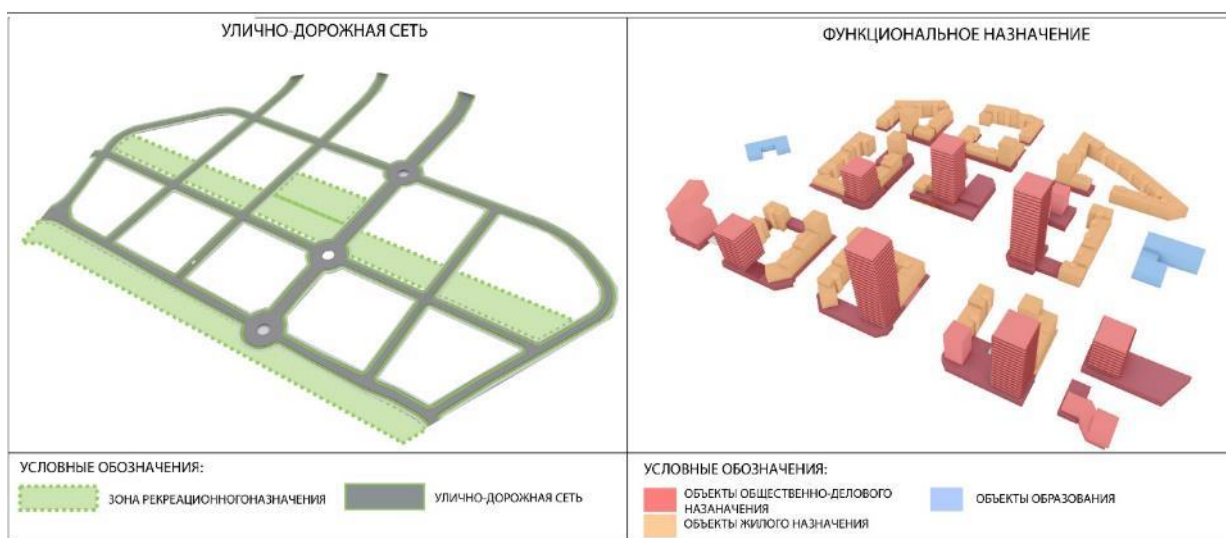 УЛИЧНО-ДОРОЖНАЯ СЕТЬ
УСЛОВНЫЕ ОБОЗНАЧЕНИЯ:
ЗОНА РЕКРЕАЦИОННОГОНАЗНАЧЕНИЯ
УЛИЧНО-ДОРОЖНАЯ СЕТЬ
ФУНКЦИОНАЛЬНОЕ НАЗНАЧЕНИЕ
УСЛОВНЫЕ ОБОЗНАЧЕНИЯ:
ОБЪЕКТЫ ОБЩЕСТВЕННО-ДЕЛОВОГО
НАЗАНАЧЕНИЯ
ОБЪЕКТЫ ЖИЛОГО НАЗНАЧЕНИЯ
ОБЪЕКТЫ ОБРАЗОВАНИЯ